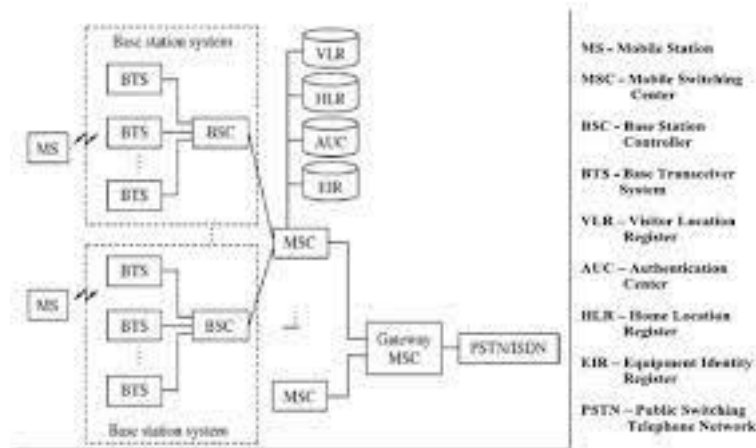 Base station system
BTS
BTS
BTS
BSC
MS
VLR
HLR
AUC
EIR
MSC
BTS
BTS
BTS
BSC
MS
Base station system
MSC
Gateway
MSC
PSTN/ISDN
MS - Mobile Station
MSC - Mobile Switching
Center
BSC - Base Station
Controller
BTS - Base Transceiver
System
VLR - Visitor Location
Register
AUC - Authentication
Center
HLR - Home Location
Register
EIR - Equipment Identity
Register
PSTN - Public Switching
Telephone Network